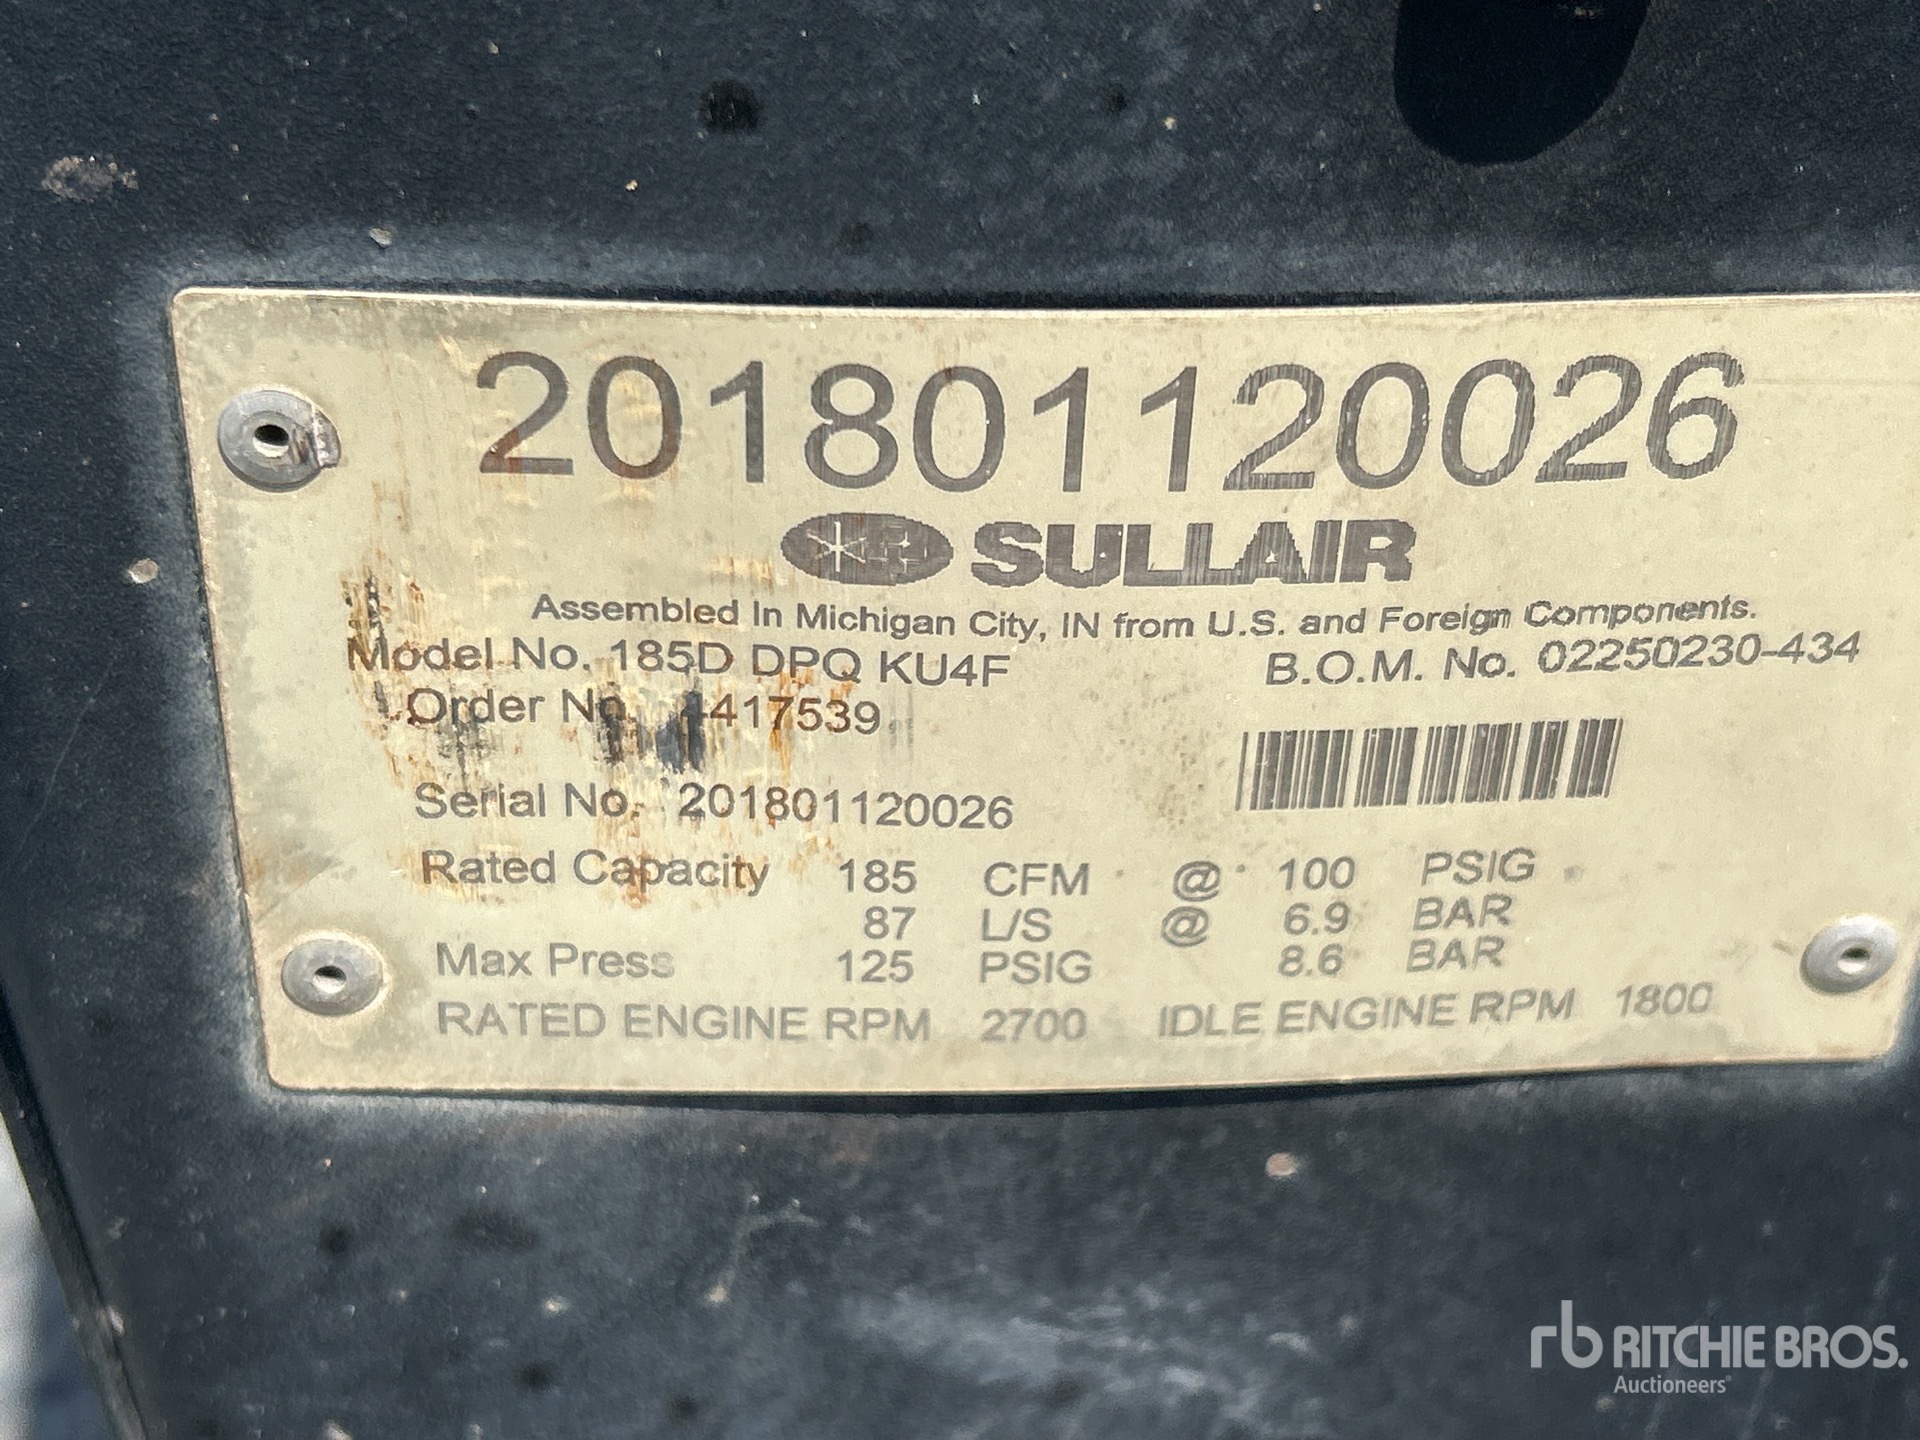 201801120026
SULLAIR
Assembled In Michigan City, IN from U.S. and Foreign Components.
Model No. 185D DPQ KU4F B.O.M. No. 02250230-434
Order No. 4417539
Serial No. 201801120026
Rated Capacity 185 CFM @ 100 PSIG
87 L/S @ 6.9 BAR
Max Press 125 PSIG 8.6 BAR
RATED ENGINE RPM 2700 IDLE ENGINE RPM 1800
rb RITCHIE BROS.
Auctioneers